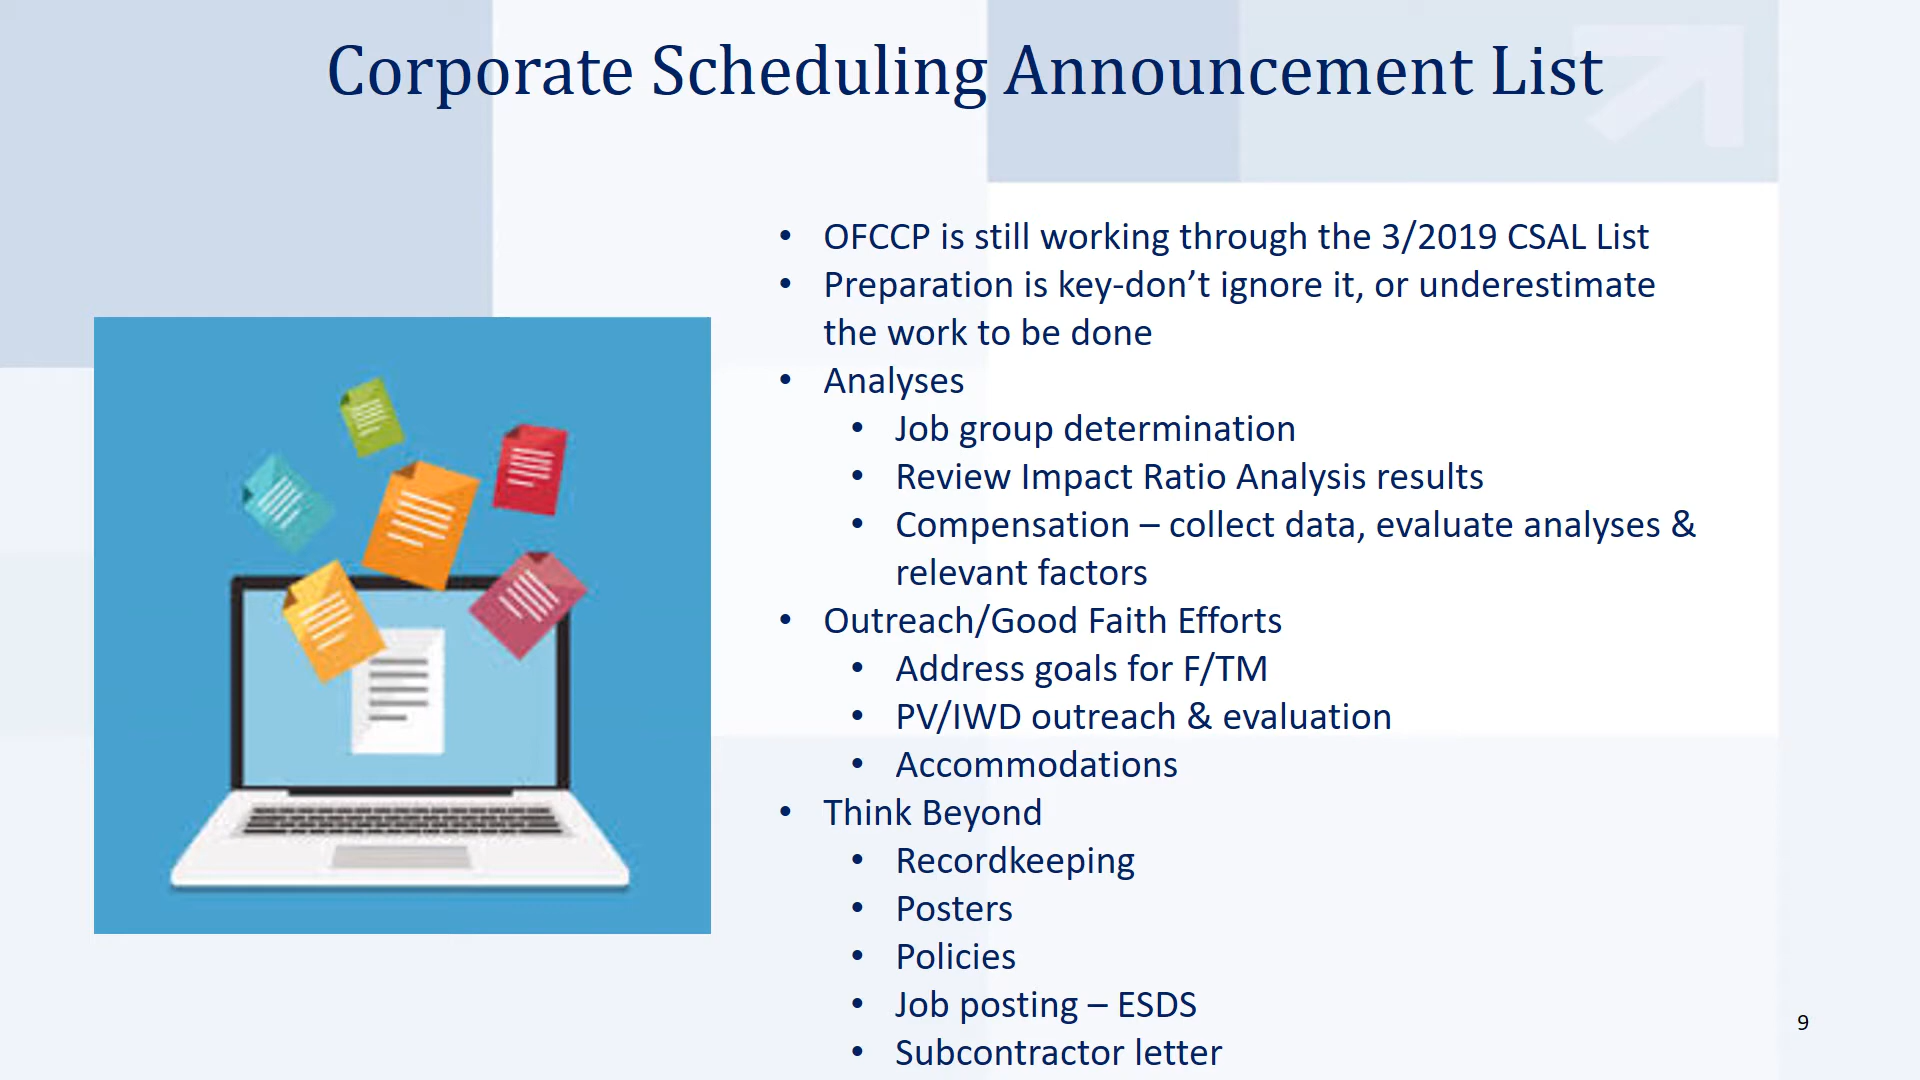 Corporate Scheduling Announcement List
• OFCCP is still working through the 3/2019 CSAL List
• Preparation is key-don’t ignore it, or underestimate
the work to be done
• Analyses
• Job group determination
• Review Impact Ratio Analysis results
• Compensation – collect data, evaluate analyses &
relevant factors
• Outreach/Good Faith Efforts
• Address goals for F/TM
• PV/IWD outreach & evaluation
• Accommodations
• Think Beyond
• Recordkeeping
• Posters
• Policies
• Job posting – ESDS
• Subcontractor letter
9